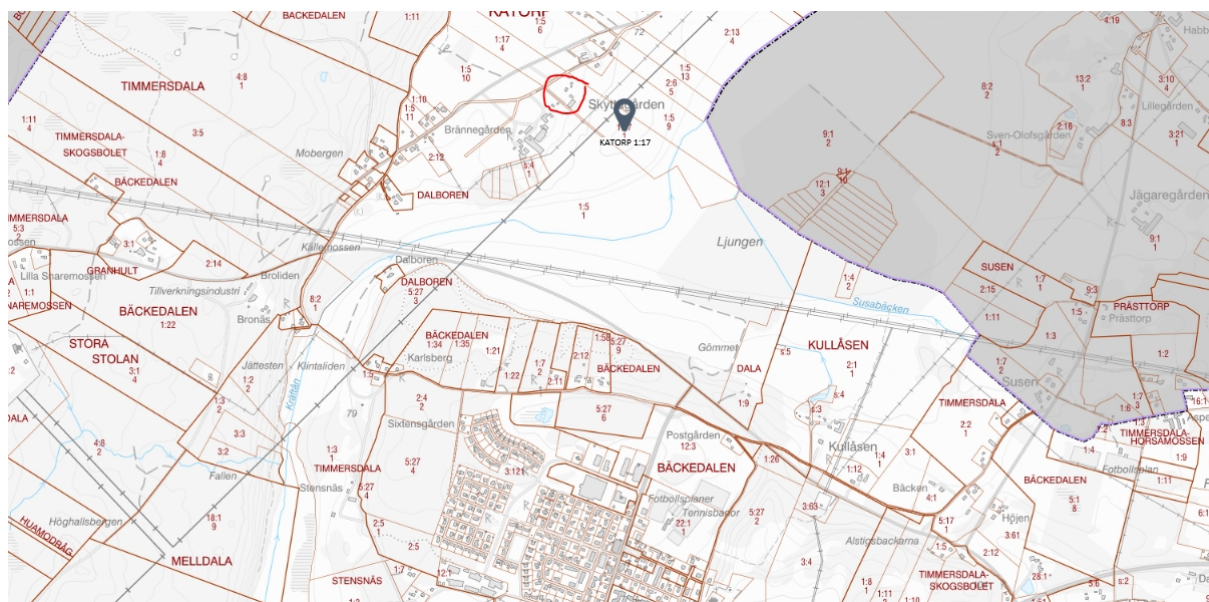 BÄCKEDALEN
1:11
KATORP
1:5
6
72
2:13
4
4:19
1:17
4
4:8
1
TIMMERSDALA
1:5
10
1:5
13
2:6
5
8:2
2
13:2
1
3:10
4
Lillegården
1:10
1:5
11
Skyttegården
1:11
4
3:5
TIMMERSDALA-
SKOGSBOLET
1:8
4
Brännegården
1:5
9
KATORP 1:17
9:1
2
2:16
8:3
3:21
1
Sven-Olofsgården
s:1
2
Mobergen
2:12
s:4
1
BÄCKEDALEN
DALBOREN
12:1
3
9:1
10
Jägaregården
1:5
1
TIMMERSDALA
5:3
2
3:1
Källemossen
Ljungen
9:1
1
Lilla Snaremossen
GRANHULT
2:14
Broliden
Dalboren
SUSEN
1:1
Tillverkningsindustri
8:2
1
DALBOREN
5:27
3
1:4
2
2:15
1:7
1
9:3
BÄCKEDALEN
1:22
Bronäs
Susabäcken
1:11
1:5
PRÄSTTORP
Prästtorp
STORA
STOLAN
3:1
4
BÄCKEDALEN
1:34
1:35
1:21
1:58
5:27
9
KULLÅSEN
1:3
1:2
Jättesten
Klintaliden
Karlsberg
1:7
2
2:12
Gömmet
s:5
2:1
1
1:2
2
1:5
1:22
2:11
BÄCKEDALEN
DALA
Susen
1:7
3
1:3
2
Kråtån
79
2:4
2
5:27
6
1:9
s:4
s:3
TIMMERSDALA
1:6
16:1
3:3
Sixtensgården
2:2
1
1:3
TIMMERSDALA-
HORSAMOSSEN
4:8
2
3:2
1:3
1
Postgården
12:3
Kullåsen
1:4
1
3:1
1:4
1:9
Fallen
TIMMERSDALA
5:27
4
3:121
BÄCKEDALEN
1:26
1:12
Fotbollsplan
Stensnäs
5:27
4
Bäcken
BÄCKEDALEN
1:11
Höghallsbergen
18:1
9
Fotbollsplaner
Tennisbanor
4:1
5:1
8
HUAMODRÅG
2:5
1
22:1
1
5:27
2
3:63
5:17
1
Höjen
3:61
MELLDALA
2:5
Alstigsbackarna
1:5
2:12
STENSNÄS
1:7
12:1
3:4
TIMMERSDALA-
SKOGSBOLET
28:1
5:6
s:2
1:8
1
1:11
2
1:10